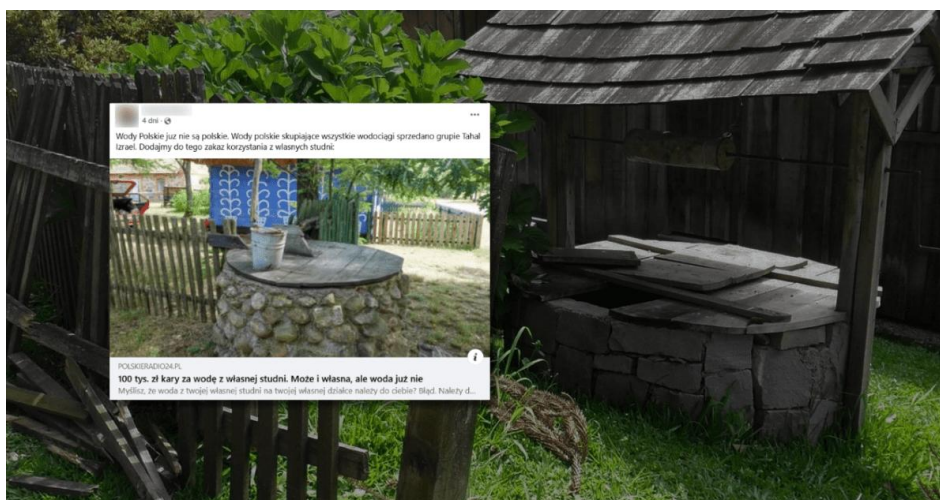 4 dni
Wody Polskie juz nie są polskie. Wody polskie skupiające wszystkie wodociągi sprzedano grupie Tahal
Izrael. Dodajmy do tego zakaz korzystania z własnych studni:
POLSKIERADIO24.PL
100 tys. zł kary za wodę z własnej studni. Może i własna, ale woda już nie
Myślisz, że woda z twojej własnej studni na twojej własnej działce należy do ciebie? Błąd. Należy d...